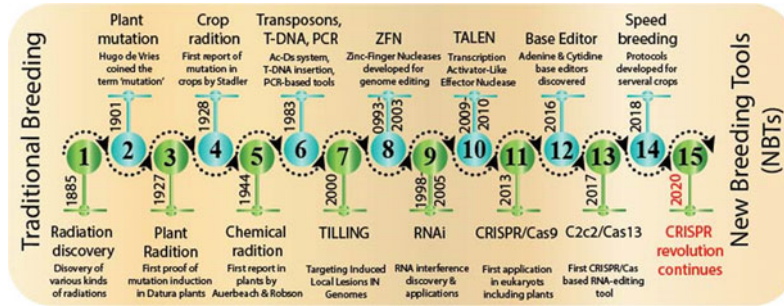 Traditional Breeding
Plant
mutation
Hugo de Vries
coined the
term 'mutation'
1901
Crop
radition
First report of
mutation in
crops by Stadler
1928
Transposons,
T-DNA, PCR
Ac-Ds system,
T-DNA insertion,
PCR-based tools
1983
ZFN
Zinc-Finger Nucleases
developed for
genome editing
0993-
2003
TALEN
Transcription
Activator-Like
Effector Nuclease
2009-
2010
Base Editor
Adenine & Cytidine
base editors
discovered
2016
Speed
breeding
Protocols
developed for
serveral crops
2018
1 2 3 4 5 6 7 8 9 10 11 12 13 14 15
1885
Radiation
discovery
Disovery of
various kinds
of radiations
1927
Plant
Radition
First proof of
mutation induction
in Datura plants
1944
Chemical
radition
First report in
plants by
Auerbeach & Robson
2000
TILLING
Targeting Induced
Local Lesions IN
Genomes
1998
2005
RNAi
RNA interference
discovery &
applications
2013
CRISPR/Cas9
First application
in eukaryots
including plants
2017
C2c2/Cas13
First CRISPR/Cas
based RNA-editing
tool
2020
CRISPR
revolution
continues
New Breeding Tools
(NBTs)